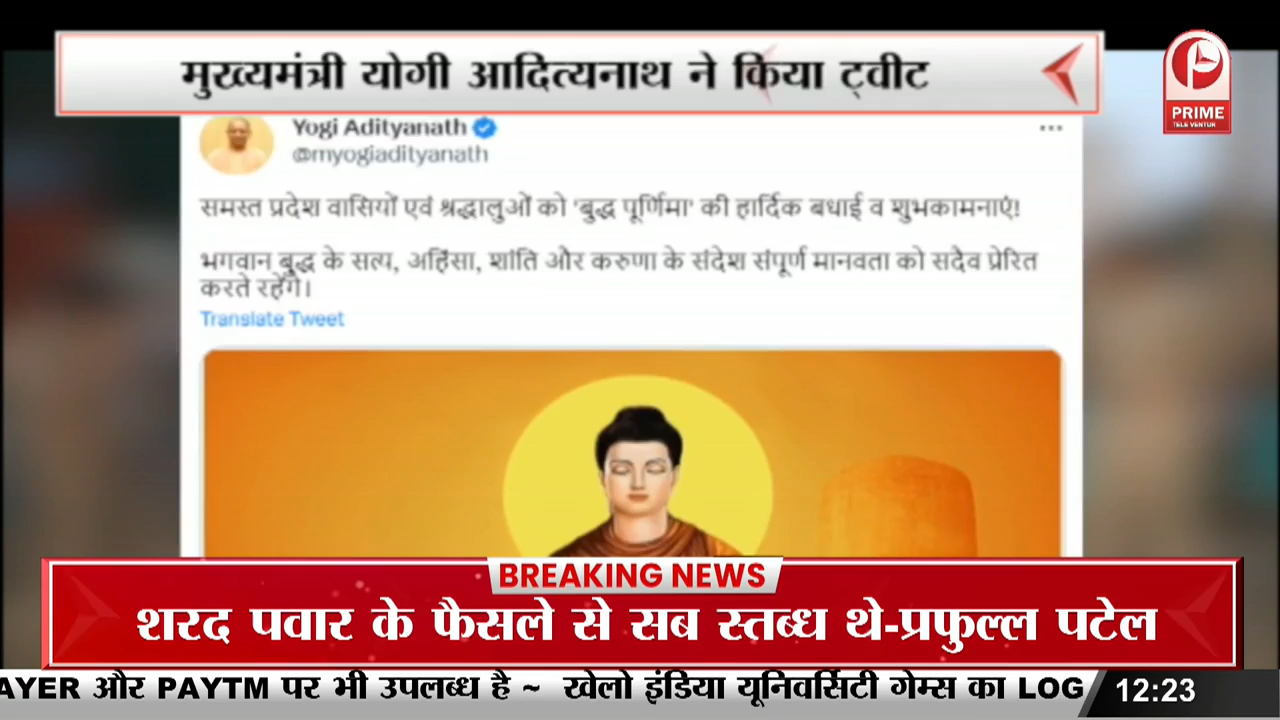 मुख्यमंत्री योगी आदित्यनाथ ने किया ट्वीट
PRIME
TELE VENTUR
Yogi Adityanath
@myogiadityanath
समस्त प्रदेश वासियों एवं श्रद्धालुओं को 'बुद्ध पूर्णिमा' की हार्दिक बधाई व शुभकामनाएं!
भगवान बुद्ध के सत्य, अहिंसा, शांति और करुणा के संदेश संपूर्ण मानवता को सदैव प्रेरित
करते रहेंगे।
Translate Tweet
BREAKING NEWS
शरद पवार के फैसले से सब स्तब्ध थे-प्रफुल्ल पटेल
AYER और PAYTM पर भी उपलब्ध है ~ खेलो इंडिया यूनिवर्सिटी गेम्स का LOG
12:23